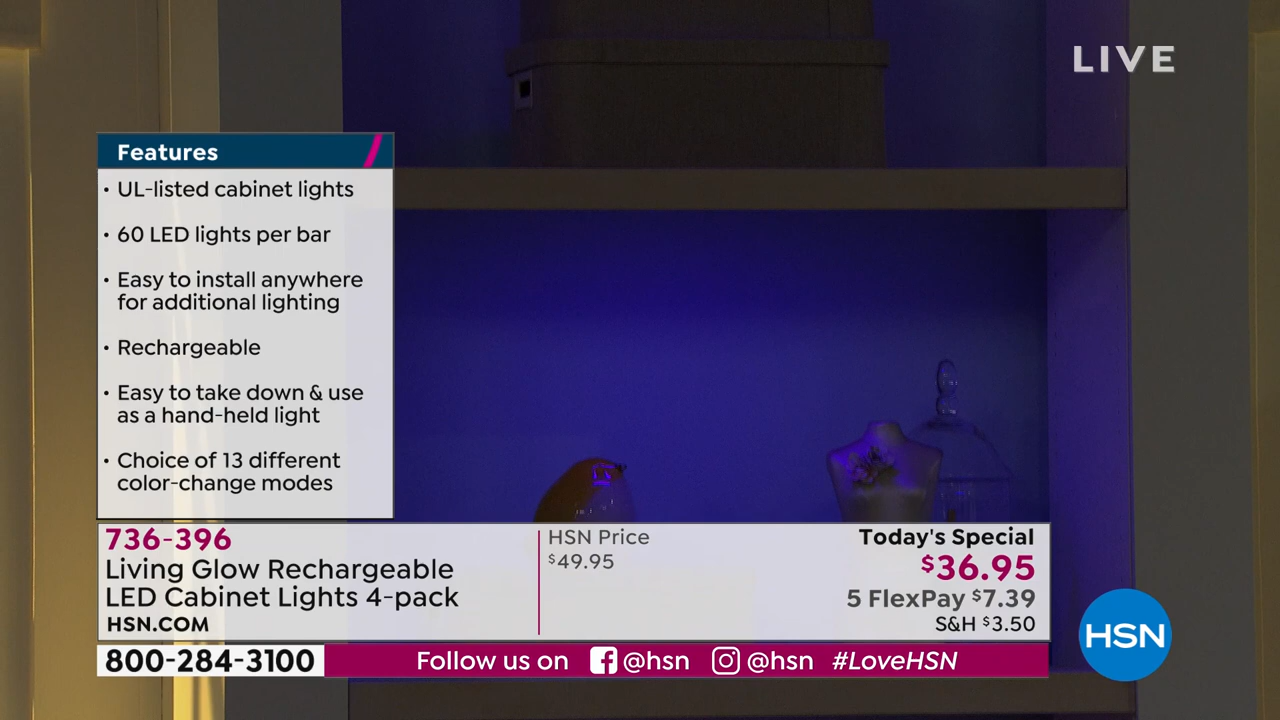 LIVE
Features
• UL-listed cabinet lights
• 60 LED lights per bar
• Easy to install anywhere
for additional lighting
• Rechargeable
• Easy to take down & use
as a hand-held light
• Choice of 13 different
color-change modes
736-396
Living Glow Rechargeable
LED Cabinet Lights 4-pack
HSN.COM
HSN Price
$49.95
Today's Special
$36.95
5 FlexPay $7.39
S&H $3.50
HSN
800-284-3100
Follow us on @hsn @hsn #LoveHSN